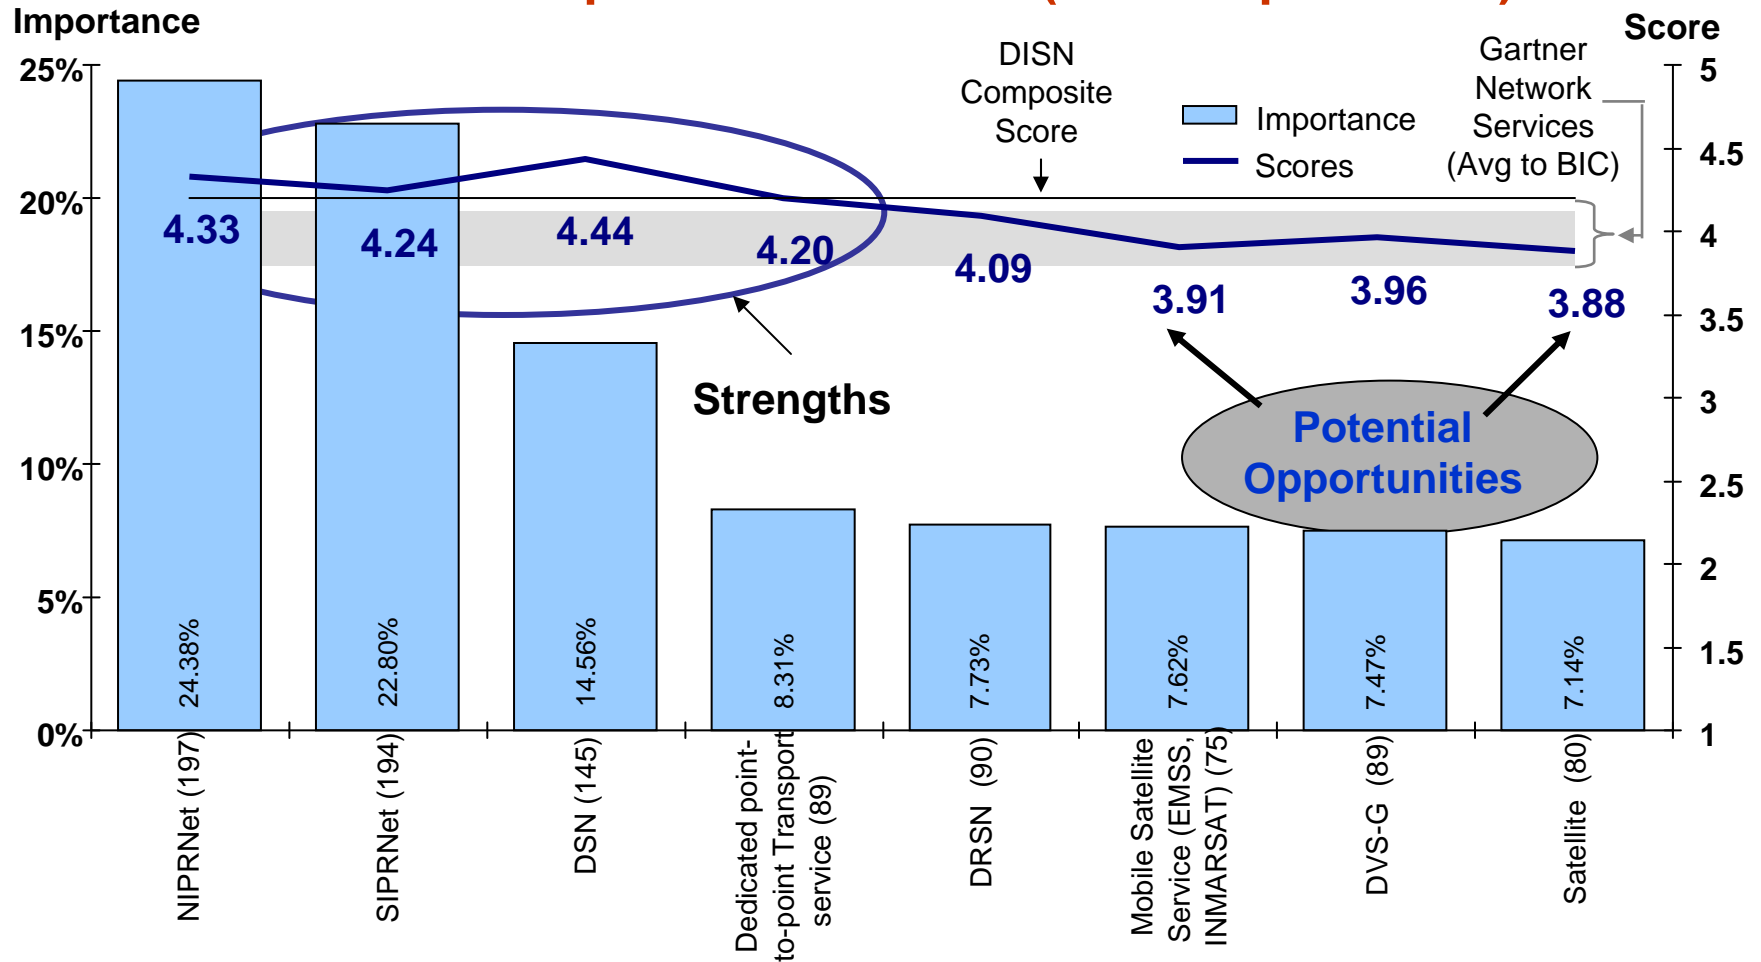 Importance
Score
25%
20%
15%
10%
5%
0%
5
4.5
4
3.5
3
2.5
2
1.5
1
DISN
Composite
Score
Importance
Scores
Gartner
Network
Services
(Avg to BIC)
4.33
4.24
4.44
4.20
4.09
3.91
3.96
3.88
Strengths
Potential
Opportunities
24.38%
22.80%
14.56%
8.31%
7.73%
7.62%
7.47%
7.14%
NIPRNet (197)
SIPRNet (194)
DSN (145)
Dedicated point-
to-point Transport
service (89)
DRSN (90)
Mobile Satellite
Service (EMSS,
INMARSAT) (75)
DVS-G (89)
Satellite (80)